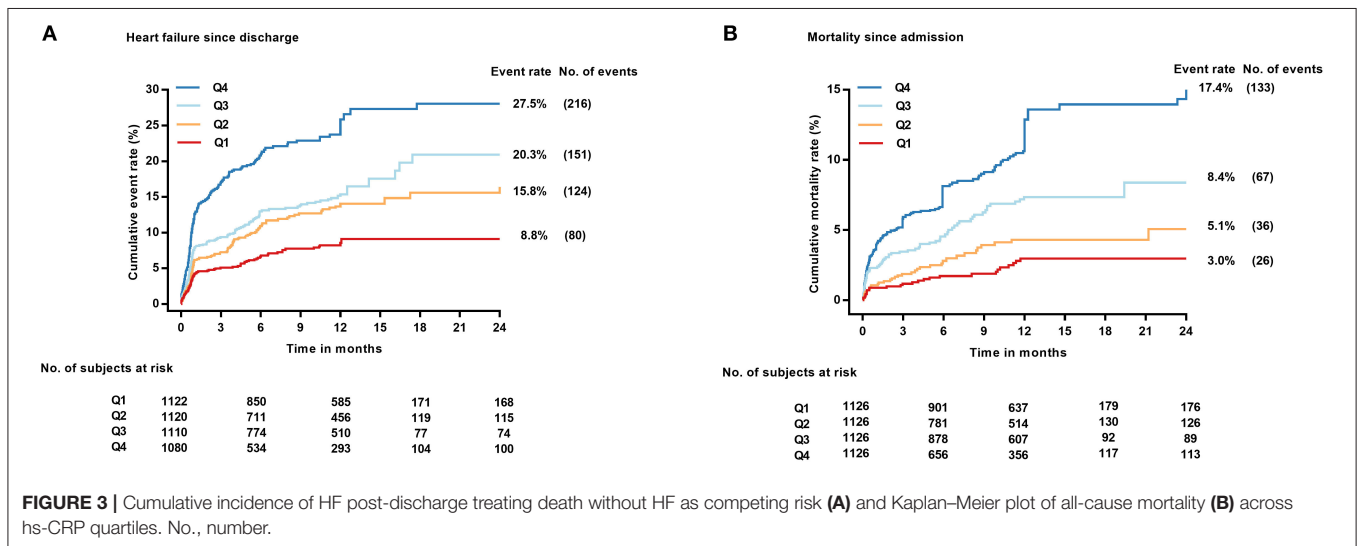 A
Heart failure since discharge
Event rate No. of events
30
25
20
15
10
5
0
Cumulative event rate (%)
Q4
Q3
Q2
Q1
27.5% (216)
20.3% (151)
15.8% (124)
8.8% (80)
0 3 6 9 12 15 18 21 24
Time in months
No. of subjects at risk
Q1 1122 850 585 171 168
Q2 1120 711 456 119 115
Q3 1110 774 510 77 74
Q4 1080 534 293 104 100
B
Mortality since admission
Event rate No. of events
15
10
5
0
Cumulative mortality rate (%)
Q4
Q3
Q2
Q1
17.4% (133)
8.4% (67)
5.1% (36)
3.0% (26)
0 3 6 9 12 15 18 21 24
Time in months
No. of subjects at risk
Q1 1126 901 637 179 176
Q2 1126 781 514 130 126
Q3 1126 878 607 92 89
Q4 1126 656 356 117 113
FIGURE 3 | Cumulative incidence of HF post-discharge treating death without HF as competing risk (A) and Kaplan–Meier plot of all-cause mortality (B) across
hs-CRP quartiles. No., number.